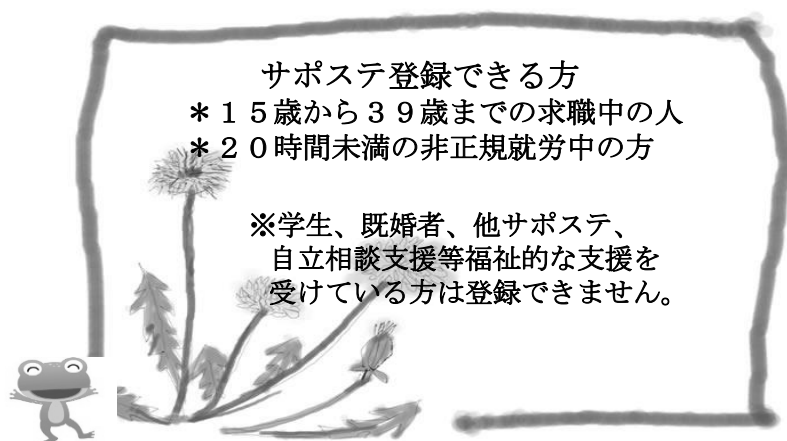 サポステ登録できる方
＊１５歳から３９歳までの求職中の人
＊２０時間未満の非正規就労中の方
※学生、既婚者、他サポステ、
自立相談支援等福祉的な支援を
受けている方は登録できません。